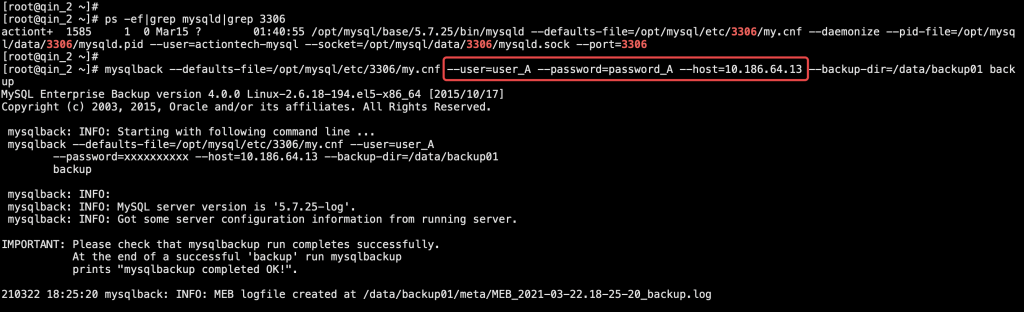 [root@qin_2 ~]#
[root@qin_2 ~]# ps -ef|grep mysqld|grep 3306
actiont+  1585     1  0 Mar15 ?        01:40:55 /opt/mysql/base/5.7.25/bin/mysqld --defaults-file=/opt/mysql/etc/3306/my.cnf --daemonize --pid-file=/opt/mysq
l/data/3306/mysqld.pid --user=actiontech-mysql --socket=/opt/mysql/data/3306/mysqld.sock --port=3306
[root@qin_2 ~]#
[root@qin_2 ~]# mysqlback --defaults-file=/opt/mysql/etc/3306/my.cnf --user=user_A --password=password_A --host=10.186.64.13 --backup-dir=/data/backup01 back
up
MySQL Enterprise Backup version 4.0.0 Linux-2.6.18-194.el5-x86_64 [2015/10/17]
Copyright (c) 2003, 2015, Oracle and/or its affiliates. All Rights Reserved.
mysqlback: INFO: Starting with following command line ...
mysqlback --defaults-file=/opt/mysql/etc/3306/my.cnf --user=user_A
--password=xxxxxxxxxx --host=10.186.64.13 --backup-dir=/data/backup01
backup
mysqlback: INFO:
mysqlback: INFO: MySQL server version is '5.7.25-log'.
mysqlback: INFO: Got some server configuration information from running server.
IMPORTANT: Please check that mysqlbackup run completes successfully.
At the end of a successful 'backup' run mysqlbackup
prints "mysqlbackup completed OK!".
210322 18:25:20 mysqlback: INFO: MEB logfile created at /data/backup01/meta/MEB_2021-03-22.18-25-20_backup.log